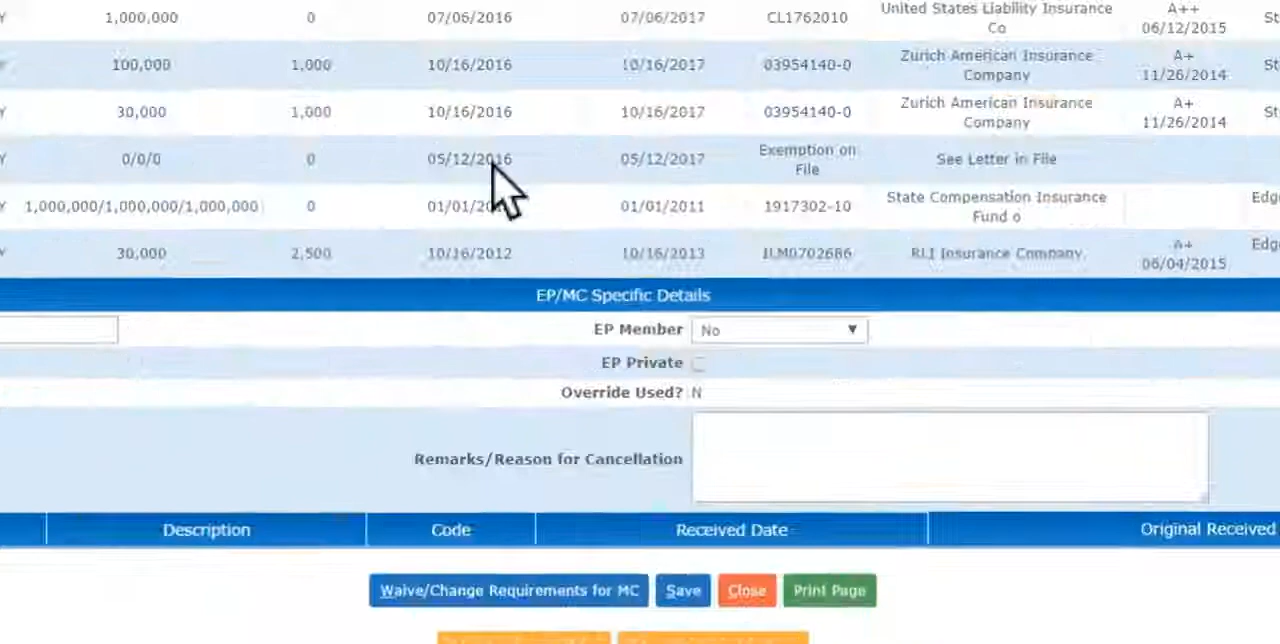 Y 1,000,000 0 07/06/2016 07/06/2017 CL1762010 United States Liability Insurance Co A++ 06/12/2015 St
Y 100,000 1,000 10/16/2016 10/16/2017 03954140-0 Zurich American Insurance Company A+ 11/26/2014 St
Y 30,000 1,000 10/16/2016 10/16/2017 03954140-0 Zurich American Insurance Company A+ 11/26/2014 St
Y 0/0/0 0 05/12/2016 05/12/2017 Exemption on File See Letter in File
Y 1,000,000/1,000,000/1,000,000 0 01/01/2011 1917302-10 State Compensation Insurance Fund o Edge
Y 30,000 2,500 10/16/2012 10/16/2013 ILM0702686 RLI Insurance Company A+ 06/04/2015 Edge
EP/MC Specific Details
EP Member No
EP Private
Override Used? N
Remarks/Reason for Cancellation
Description Code Received Date Original Received
Waive/Change Requirements for MC Save Close Print Page